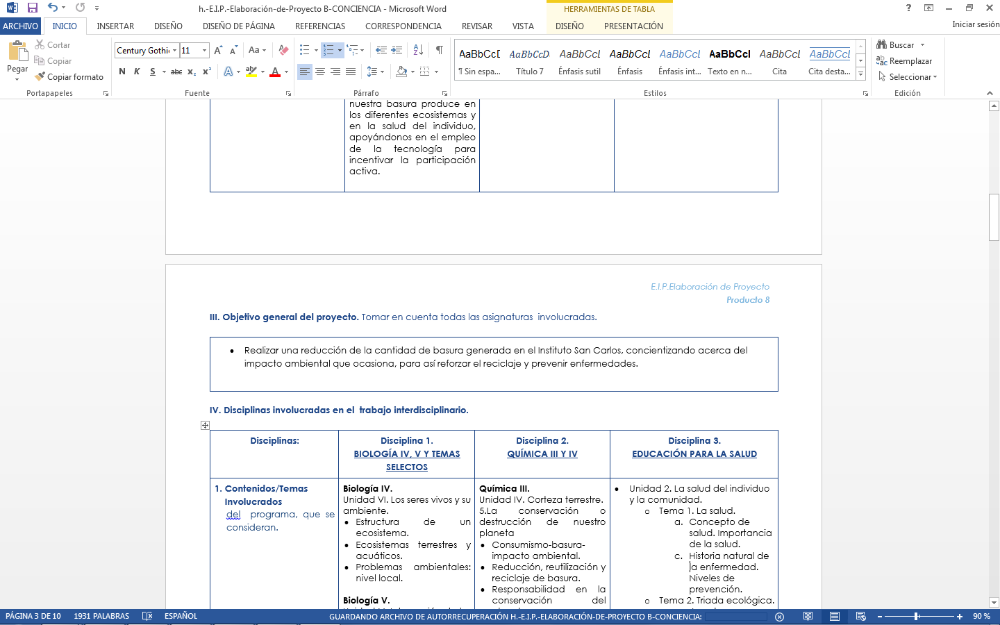 h.-E.I.P.-Elaboración-de-Proyecto B-CONCIENCIA - Microsoft Word
HERRAMIENTAS DE TABLA
ARCHIVO INICIO INSERTAR DISEÑO DISEÑO DE PÁGINA REFERENCIAS CORRESPONDENCIA REVISAR VISTA DISEÑO PRESENTACIÓN Iniciar sesión
Pegar
Cortar
Copiar
Copiar formato
Portapapeles
Century Gothi 11
N K S abc x₂ x²
Fuente
Párrafo
AaBbCcD AaBbCcD AaBbCcL AaBbCcL AaBbCcL AaBbCcl AaBbCcL AaBbCcL
¶ Sin espa... Título 7 Énfasis sutil Énfasis Énfasis int... Texto en n... Cita Cita desta...
Estilos
Buscar
Reemplazar
Seleccionar
Edición
nuestra basura produce en
los diferentes ecosistemas y
en la salud del individuo,
apoyándonos en el empleo
de la tecnología para
incentivar la participación
activa.
E.I.P.Elaboración de Proyecto
Producto 8
III. Objetivo general del proyecto. Tomar en cuenta todas las asignaturas involucradas.
• Realizar una reducción de la cantidad de basura generada en el Instituto San Carlos, concientizando acerca del
impacto ambiental que ocasiona, para así reforzar el reciclaje y prevenir enfermedades.
IV. Disciplinas involucradas en el trabajo interdisciplinario.
Disciplinas:
Disciplina 1.
BIOLOGÍA IV, V Y TEMAS
SELECTOS
Disciplina 2.
QUÍMICA III Y IV
Disciplina 3.
EDUCACIÓN PARA LA SALUD
1. Contenidos/Temas
Involucrados
del programa, que se
consideran.
Biología IV.
Unidad VI. Los seres vivos y su
ambiente.
• Estructura de un
ecosistema.
• Ecosistemas terrestres y
acuáticos.
• Problemas ambientales:
nivel local.
Biología V.
Química III.
Unidad IV. Corteza terrestre.
5.La conservación o
destrucción de nuestro
planeta
• Consumismo-basura-
impacto ambiental.
• Reducción, reutilización y
reciclaje de basura.
• Responsabilidad en la
conservación del
• Unidad 2. La salud del individuo
y la comunidad.
o Tema 1. La salud.
a. Concepto de
salud. Importancia
de la salud.
c. Historia natural de
la enfermedad.
Niveles de
prevención.
o Tema 2. Triada ecológica.
PÁGINA 3 DE 10 1931 PALABRAS ESPAÑOL GUARDANDO ARCHIVO DE AUTORRECUPERACIÓN H.-E.I.P.-ELABORACIÓN-DE-PROYECTO B-CONCIENCIA: 90 %